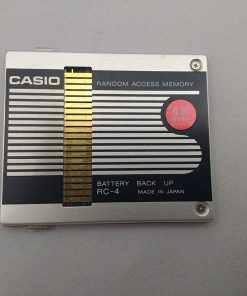 CASIO
RANDOM ACCESS MEMORY
4K
BATTERY BACK UP
RC-4
MADE IN JAPAN